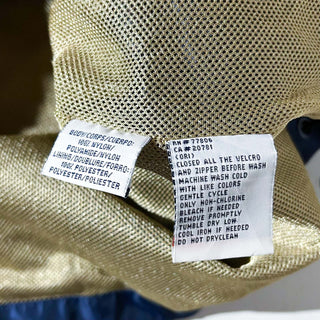 BODY/CORPS/CUERPO:
100% NYLON/
POLYAMIDE/NYLON
LINING/DOUBLURE/FORRO:
100% POLYESTER/
POLYESTER/POLIESTER
RN# 77806
CA# 20781
(ORI)
CLOSED ALL THE VELCRO
AND ZIPPER BEFORE WASH
MACHINE WASH COLD
WITH LIKE COLORS
GENTLE CYCLE
ONLY NON-CHLORINE
BLEACH IF NEEDED
REMOVE PROMPTLY
TUMBLE DRY LOW
COOL IRON IF NEEDED
DO NOT DRYCLEAN